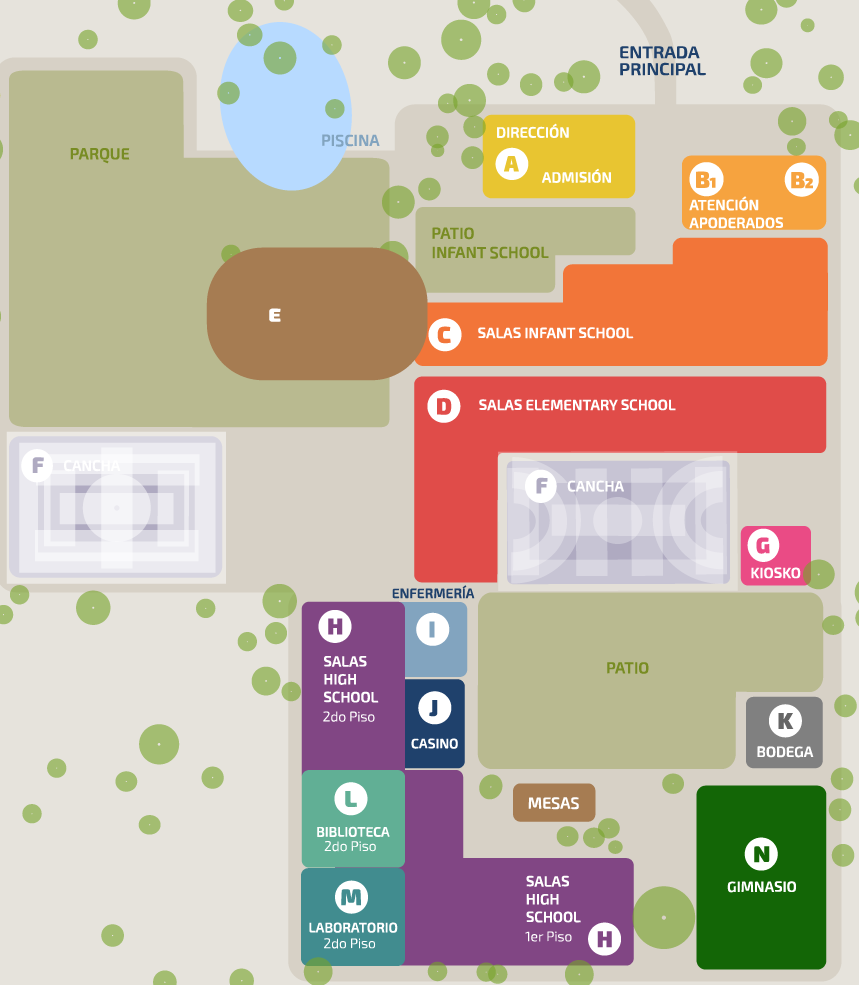 ENTRADA
PRINCIPAL
DIRECCIÓN
A
ADMISIÓN
PISCINA
PARQUE
B1
B2
ATENCIÓN
APODERADOS
PATIO
INFANT SCHOOL
E
C SALAS INFANT SCHOOL
D SALAS ELEMENTARY SCHOOL
F CANCHA
F CANCHA
G
KIOSKO
ENFERMERÍA
H
I
SALAS
HIGH
SCHOOL
2do Piso
PATIO
J
CASINO
K
BODEGA
L
BIBLIOTECA
2do Piso
MESAS
N
GIMNASIO
M
LABORATORIO
2do Piso
SALAS
HIGH
SCHOOL
1er Piso
H